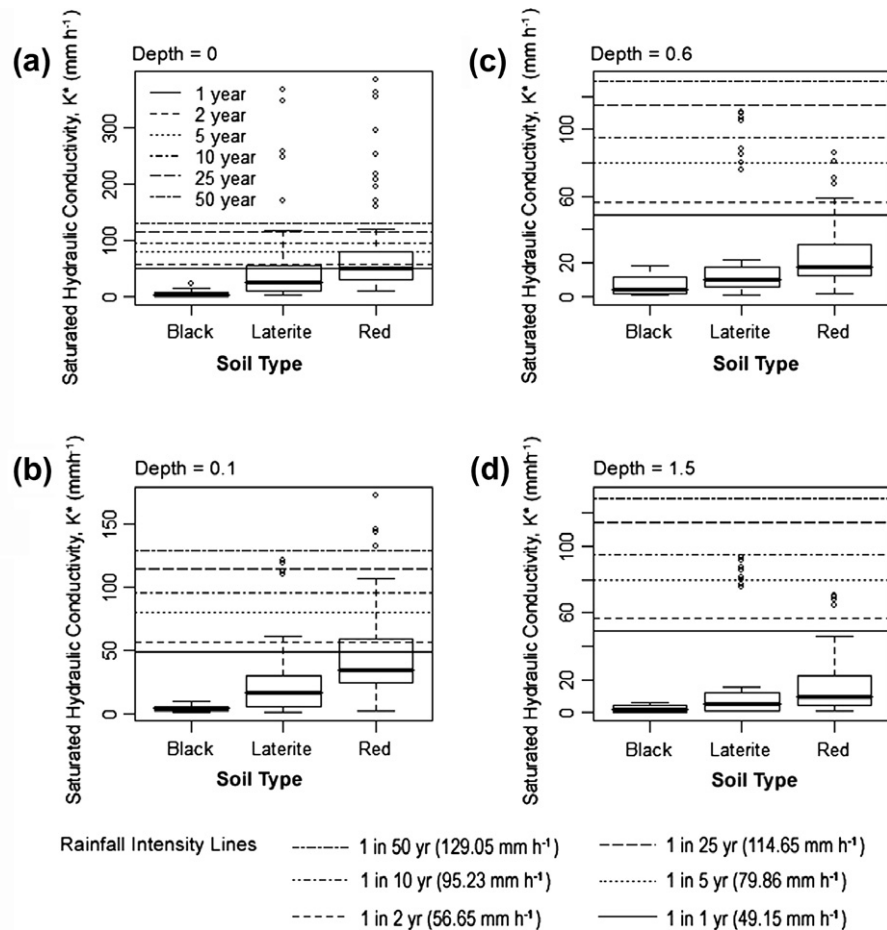 (a)
Depth = 0
Saturated Hydraulic Conductivity, K* (mm h-1)
0 100 200 300
1 year
2 year
5 year
10 year
25 year
50 year
Black Laterite Red
Soil Type
(c)
Depth = 0.6
Saturated Hydraulic Conductivity, K* (mm h-1)
0 20 60 100
Black Laterite Red
Soil Type
(b)
Depth = 0.1
Saturated Hydraulic Conductivity, K* (mmh-1)
0 50 100 150
Black Laterite Red
Soil Type
(d)
Depth = 1.5
Saturated Hydraulic Conductivity, K* (mmh-1)
0 20 60 100
Black Laterite Red
Soil Type
Rainfall Intensity Lines
1 in 50 yr (129.05 mm h-1)
1 in 25 yr (114.65 mm h-1)
1 in 10 yr (95.23 mm h-1)
1 in 5 yr (79.86 mm h-1)
1 in 2 yr (56.65 mm h-1)
1 in 1 yr (49.15 mm h-1)